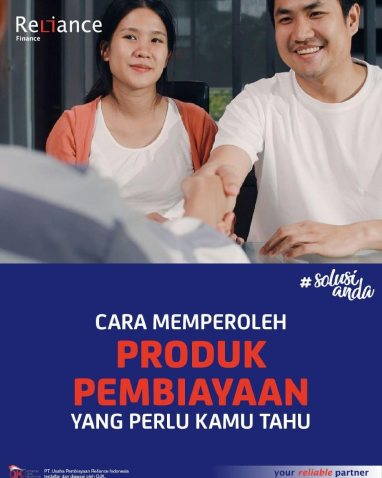 Reliance
Finance
#solusi
anda
CARA MEMPEROLEH
PRODUK
PEMBIAYAAN
YANG PERLU KAMU TAHU
PT. Usaha Pembiayaan Reliance Indonesia
terdaftar dan diawasi oleh OJK.
your reliable partner